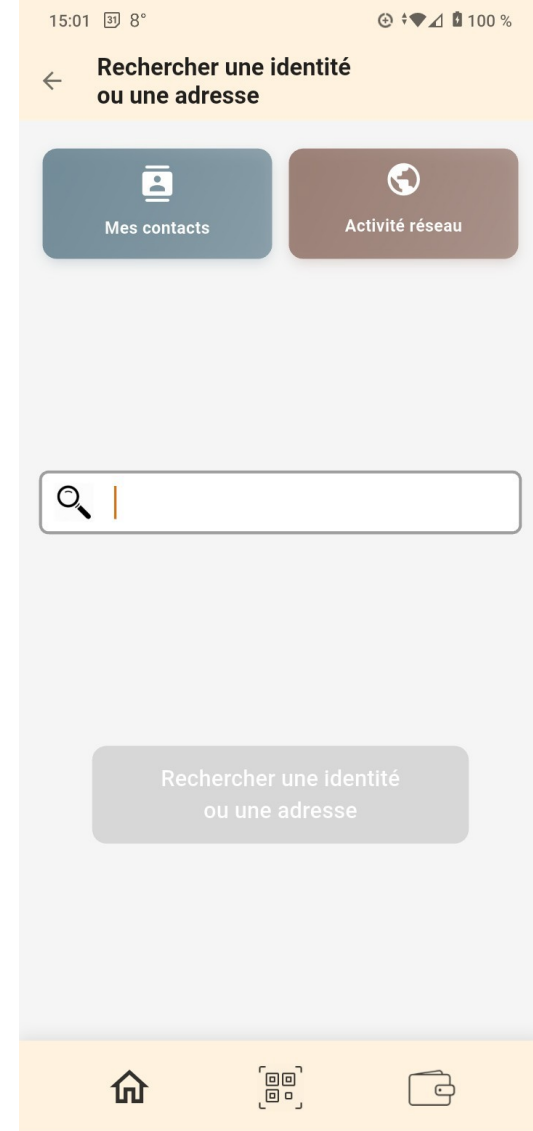 15:01 31 8° 100 %
Rechercher une identité
ou une adresse
Mes contacts
Activité réseau
Rechercher une identité
ou une adresse